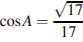 cosA = √17/17